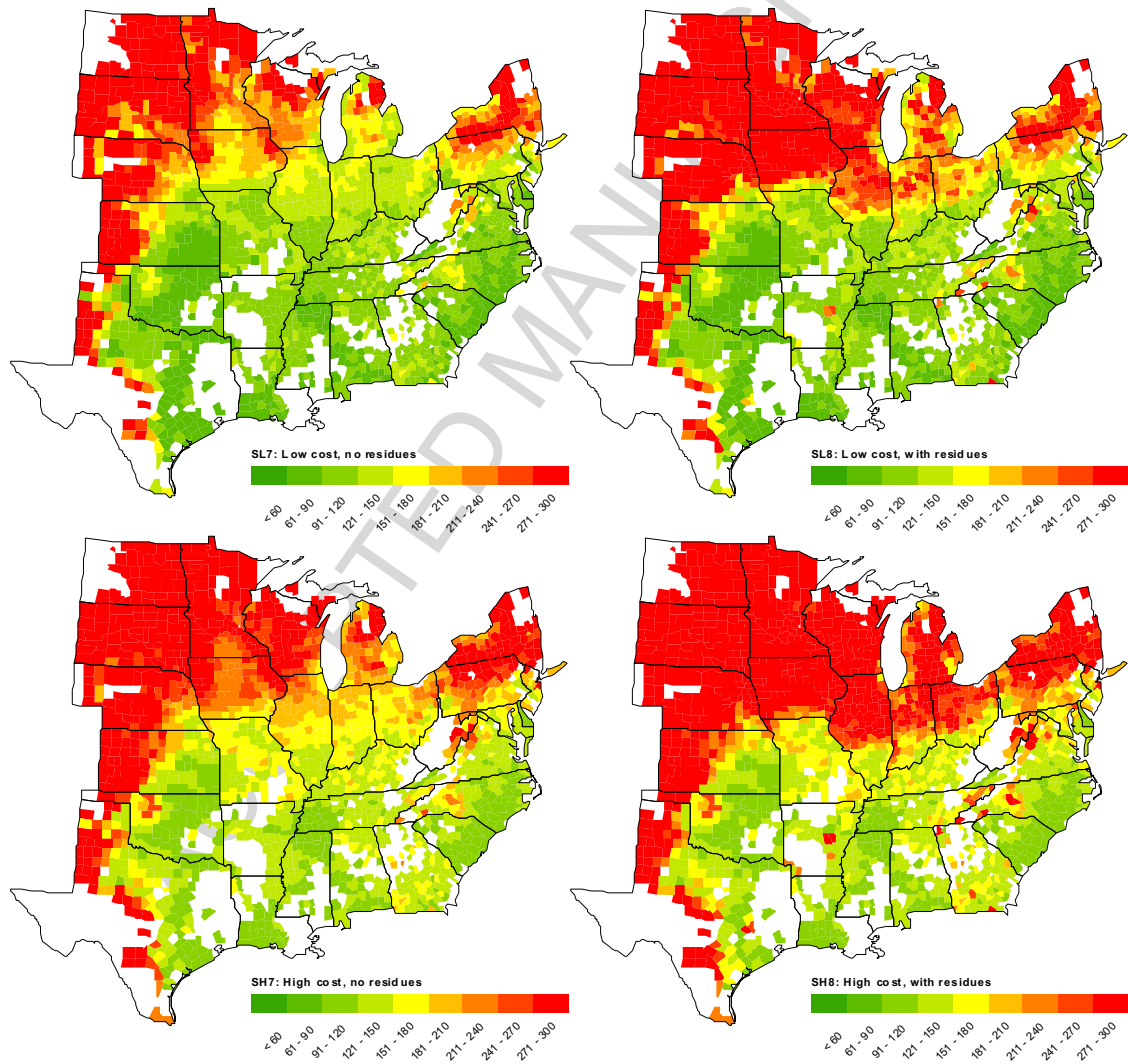 SL7: Low cost, no residues
< 60
61 - 90
91 - 120
121 - 150
151 - 180
181 - 210
211 - 240
241 - 270
271 - 300
SL8: Low cost, with residues
< 60
61 - 90
91 - 120
121 - 150
151 - 180
181 - 210
211 - 240
241 - 270
271 - 300
SH7: High cost, no residues
< 60
61 - 90
91 - 120
121 - 150
151 - 180
181 - 210
211 - 240
241 - 270
271 - 300
SH8: High cost, with residues
< 60
61 - 90
91 - 120
121 - 150
151 - 180
181 - 210
211 - 240
241 - 270
271 - 300